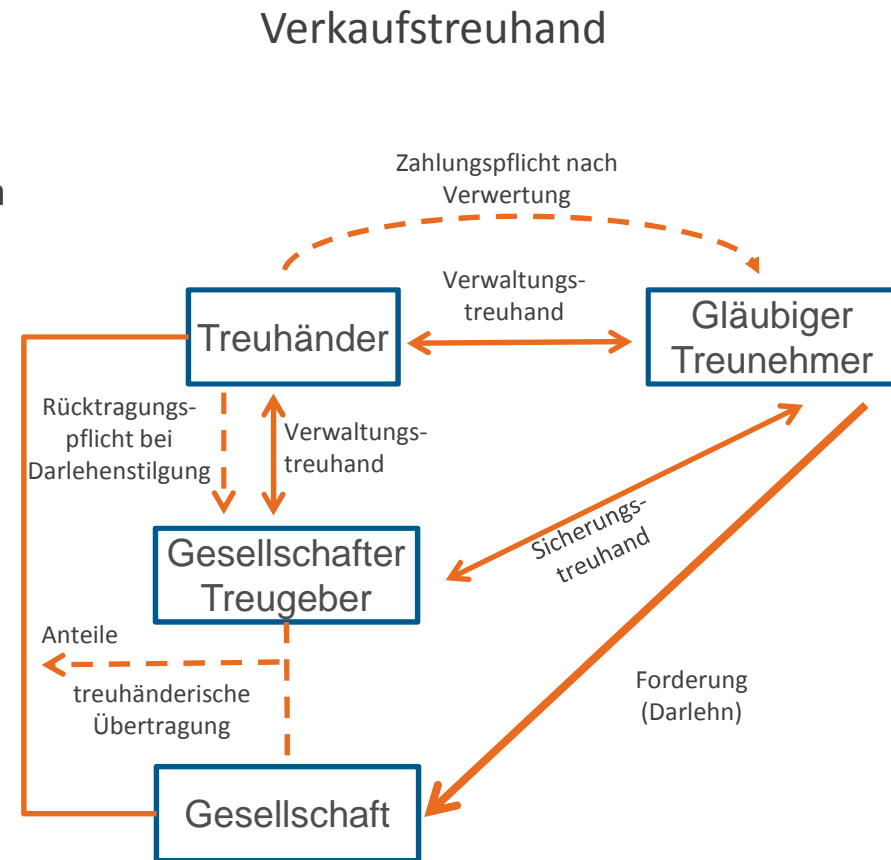 Verkaufstreuhand
Zahlungspflicht nach
Verwertung
Verwaltungs-
treuhand
Treuhänder
Gläubiger
Treunehmer
Rücktragungs-
pflicht bei
Darlehenstilgung
Verwaltungs-
treuhand
Sicherungs-
treuhand
Gesellschafter
Treugeber
Anteile
treuhänderische
Übertragung
Forderung
(Darlehn)
Gesellschaft